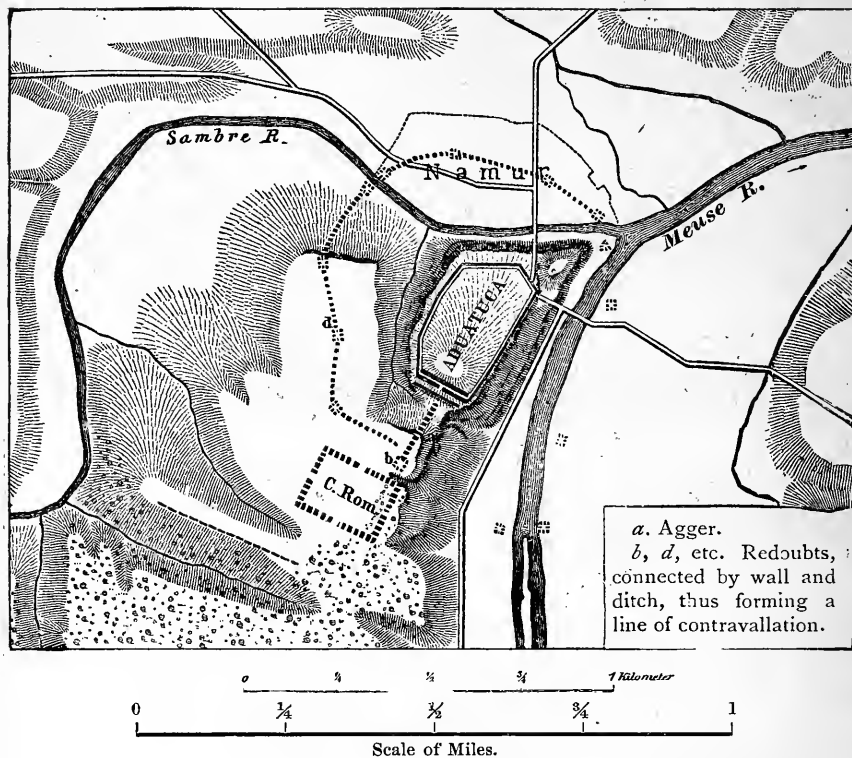 Sambre R.
Namur
d
Meuse R.
ADUATUCA
d
b
C. Rom.
a. Agger.
b, d, etc. Redoubts,
connected by wall and
ditch, thus forming a
line of contravallation.
0 ¼ ½ ¾ 1 Kilometer
0 ¼ ½ ¾ 1
Scale of Miles.